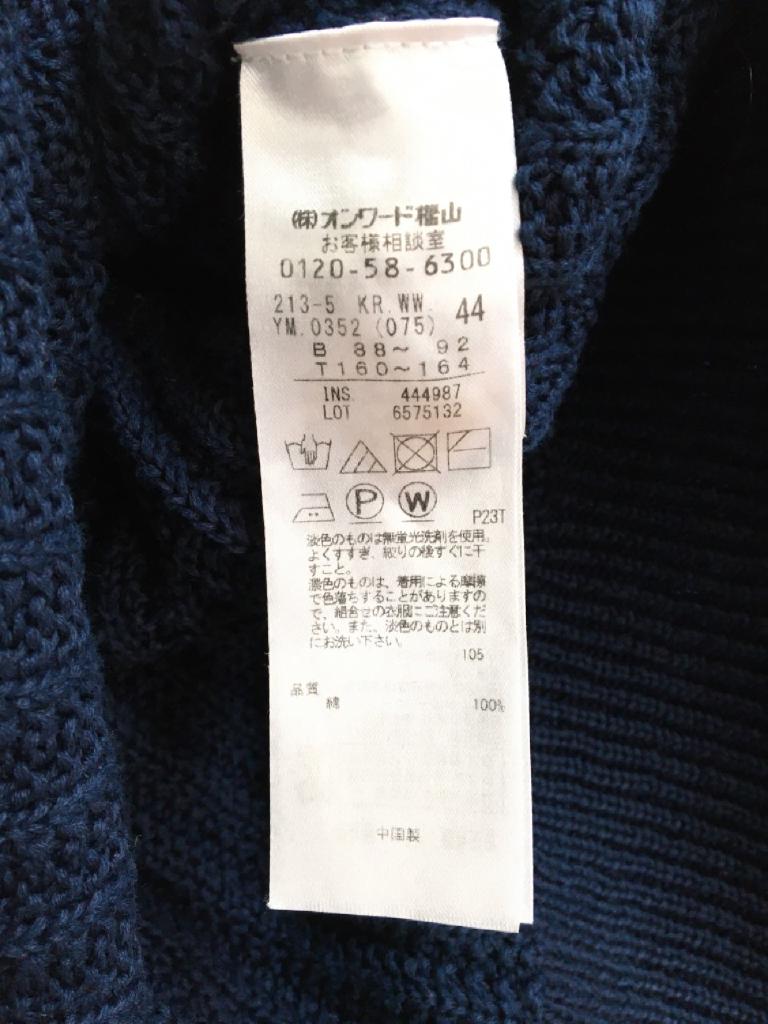 (株)オンワード樫山
お客様相談室
0120-58-6300
213-5 KR.WW.
YM.0352 (075) 44
B 88～ 92
T160～164
INS. 444987
LOT 6575132
P W
P23T
淡色のものは無蛍光洗剤を使用。
よくすすぎ、絞りの後すぐに干
すこと。
濃色のものは、着用による摩擦
で色落ちすることがありますの
で、組合せの衣服にご注意くだ
さい。また、淡色のものとは別
にお洗い下さい。
105
品質
綿 100%
中国製